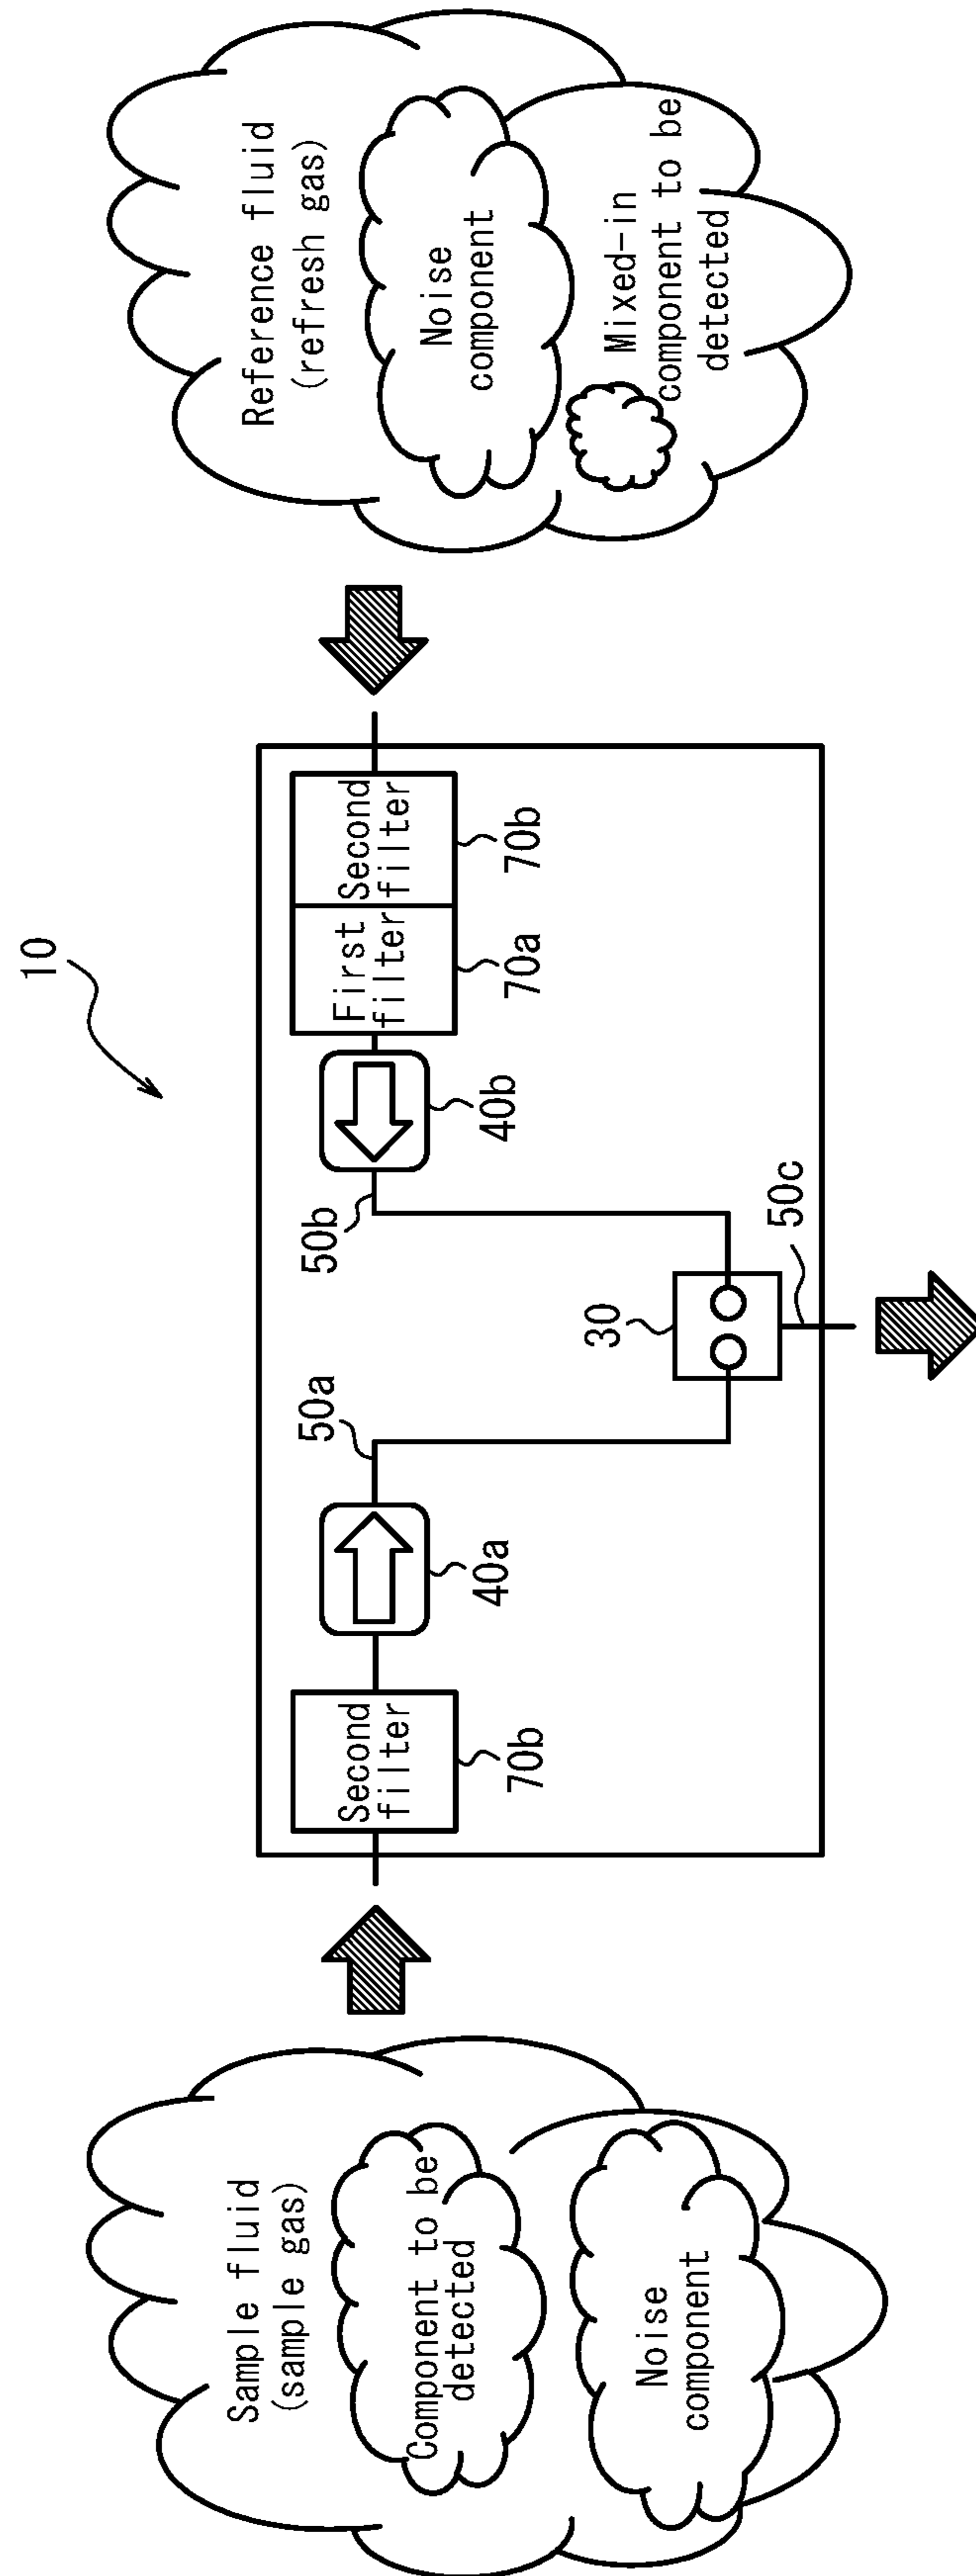 10
Sample fluid
(sample gas)
Component to be
detected
Noise
component
Second
filter
70b
40a
50a
30
50c
50b
40b
First
filter
70a
Second
filter
70b
Reference fluid
(refresh gas)
Noise
component
Mixed-in
component to be
detected